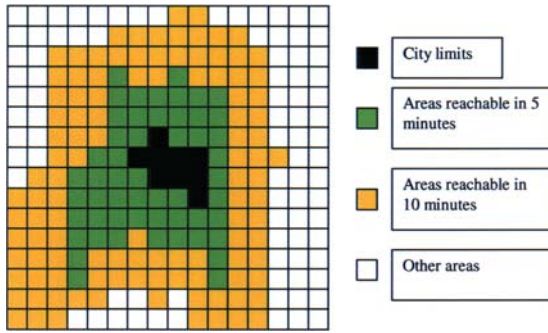 City limits
Areas reachable in 5
minutes
Areas reachable in
10 minutes
Other areas